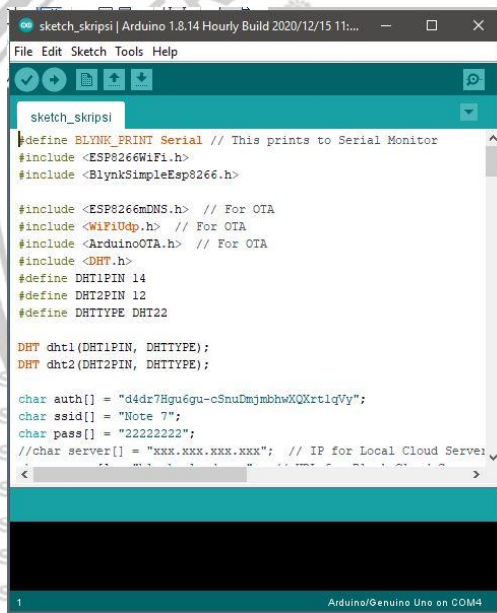 sketch_skripsi | Arduino 1.8.14 Hourly Build 2020/12/15 11:...
File Edit Sketch Tools Help
sketch_skripsi
#define BLYNK_PRINT Serial // This prints to Serial Monitor
#include <ESP8266WiFi.h>
#include <BlynkSimpleEsp8266.h>
#include <ESP8266mDNS.h> // For OTA
#include <WiFiUdp.h> // For OTA
#include <ArduinoOTA.h> // For OTA
#include <DHT.h>
#define DHT1PIN 14
#define DHT2PIN 12
#define DHTTYPE DHT22
DHT dht1(DHT1PIN, DHTTYPE);
DHT dht2(DHT2PIN, DHTTYPE);
char auth[] = "d4dr7Hgu6gu-cSnuDmjmbhwXQXrtlqVy";
char ssid[] = "Note 7";
char pass[] = "22222222";
//char server[] = "xxx.xxx.xxx.xxx"; // IP for Local Cloud Server
1
Arduino/Genuino Uno on COM4